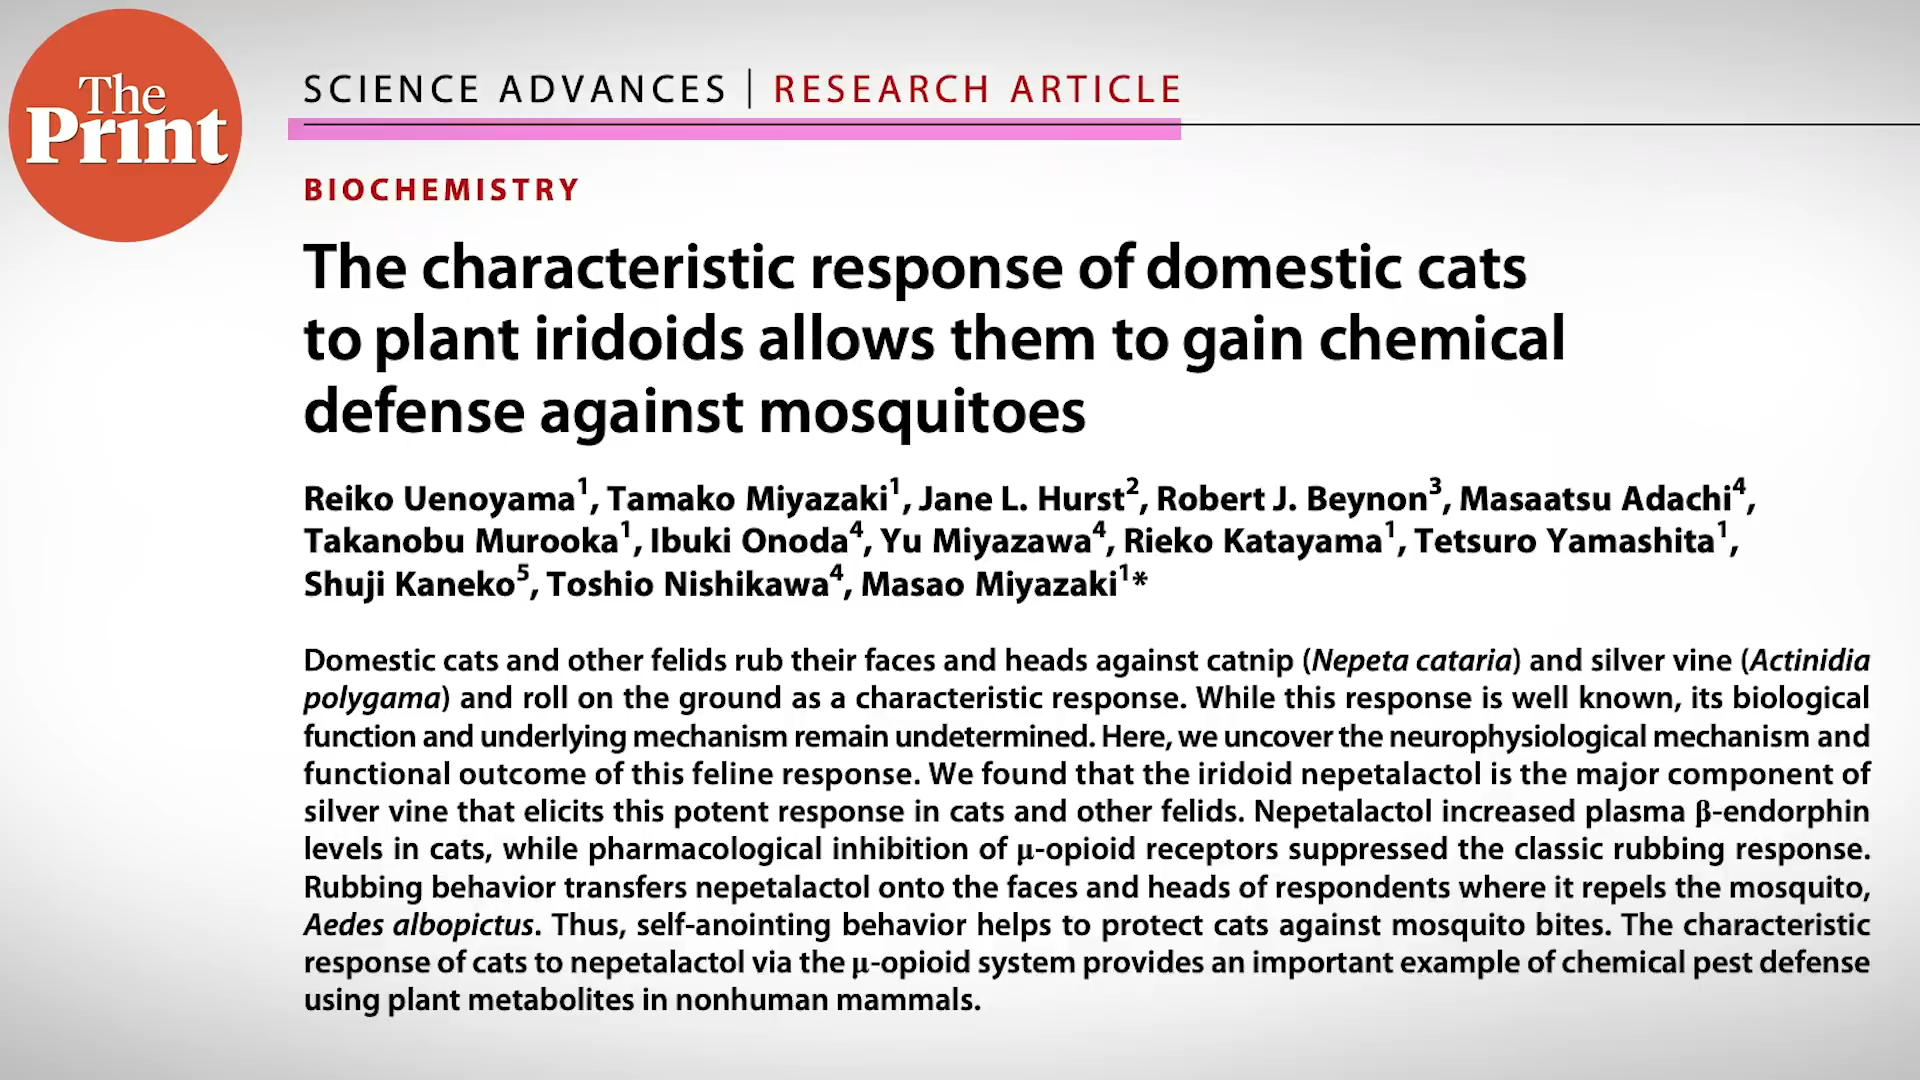 The
Print
SCIENCE ADVANCES | RESEARCH ARTICLE
BIOCHEMISTRY
The characteristic response of domestic cats
to plant iridoids allows them to gain chemical
defense against mosquitoes
Reiko Uenoyama1, Tamako Miyazaki1, Jane L. Hurst2, Robert J. Beynon3, Masaatsu Adachi4,
Takanobu Murooka1, Ibuki Onoda4, Yu Miyazawa4, Rieko Katayama1, Tetsuro Yamashita1,
Shuji Kaneko5, Toshio Nishikawa4, Masao Miyazaki1*
Domestic cats and other felids rub their faces and heads against catnip (Nepeta cataria) and silver vine (Actinidia
polygama) and roll on the ground as a characteristic response. While this response is well known, its biological
function and underlying mechanism remain undetermined. Here, we uncover the neurophysiological mechanism and
functional outcome of this feline response. We found that the iridoid nepetalactol is the major component of
silver vine that elicits this potent response in cats and other felids. Nepetalactol increased plasma β-endorphin
levels in cats, while pharmacological inhibition of μ-opioid receptors suppressed the classic rubbing response.
Rubbing behavior transfers nepetalactol onto the faces and heads of respondents where it repels the mosquito,
Aedes albopictus. Thus, self-anointing behavior helps to protect cats against mosquito bites. The characteristic
response of cats to nepetalactol via the μ-opioid system provides an important example of chemical pest defense
using plant metabolites in nonhuman mammals.